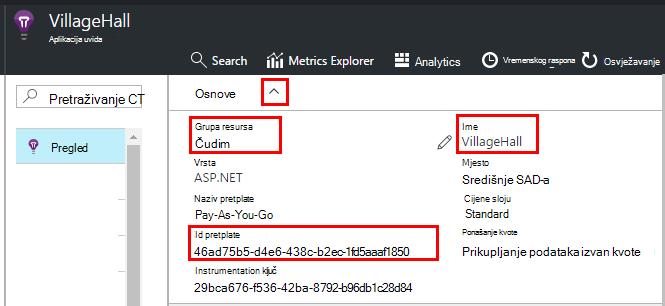 VillageHall
Aplikacija uvida
Search
Metrics Explorer
Analytics
Vremenskog raspona
Osvježavanje
Pretraživanje CT
Pregled
Osnove
Grupa resursa
Čudim
Ime
VillageHall
Vrsta
ASP.NET
Mjesto
Središnje SAD-a
Naziv pretplate
Pay-As-You-Go
Cijene sloju
Standard
Id pretplate
46ad75b5-d4e6-438c-b2ec-1fd5aaaf1850
Ponašanje kvote
Prikupljanje podataka izvan kvote
Instrumentation ključ
29bca676-f536-42ba-8792-b96db1c28d84